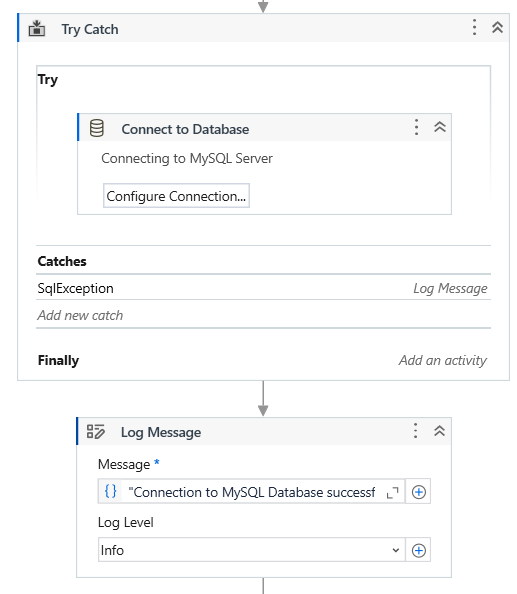 Try Catch
Try
Connect to Database
Connecting to MySQL Server
Configure Connection...
Catches
SqlException Log Message
Add new catch
Finally Add an activity
Log Message
Message *
{} "Connection to MySQL Database successf
Log Level
Info